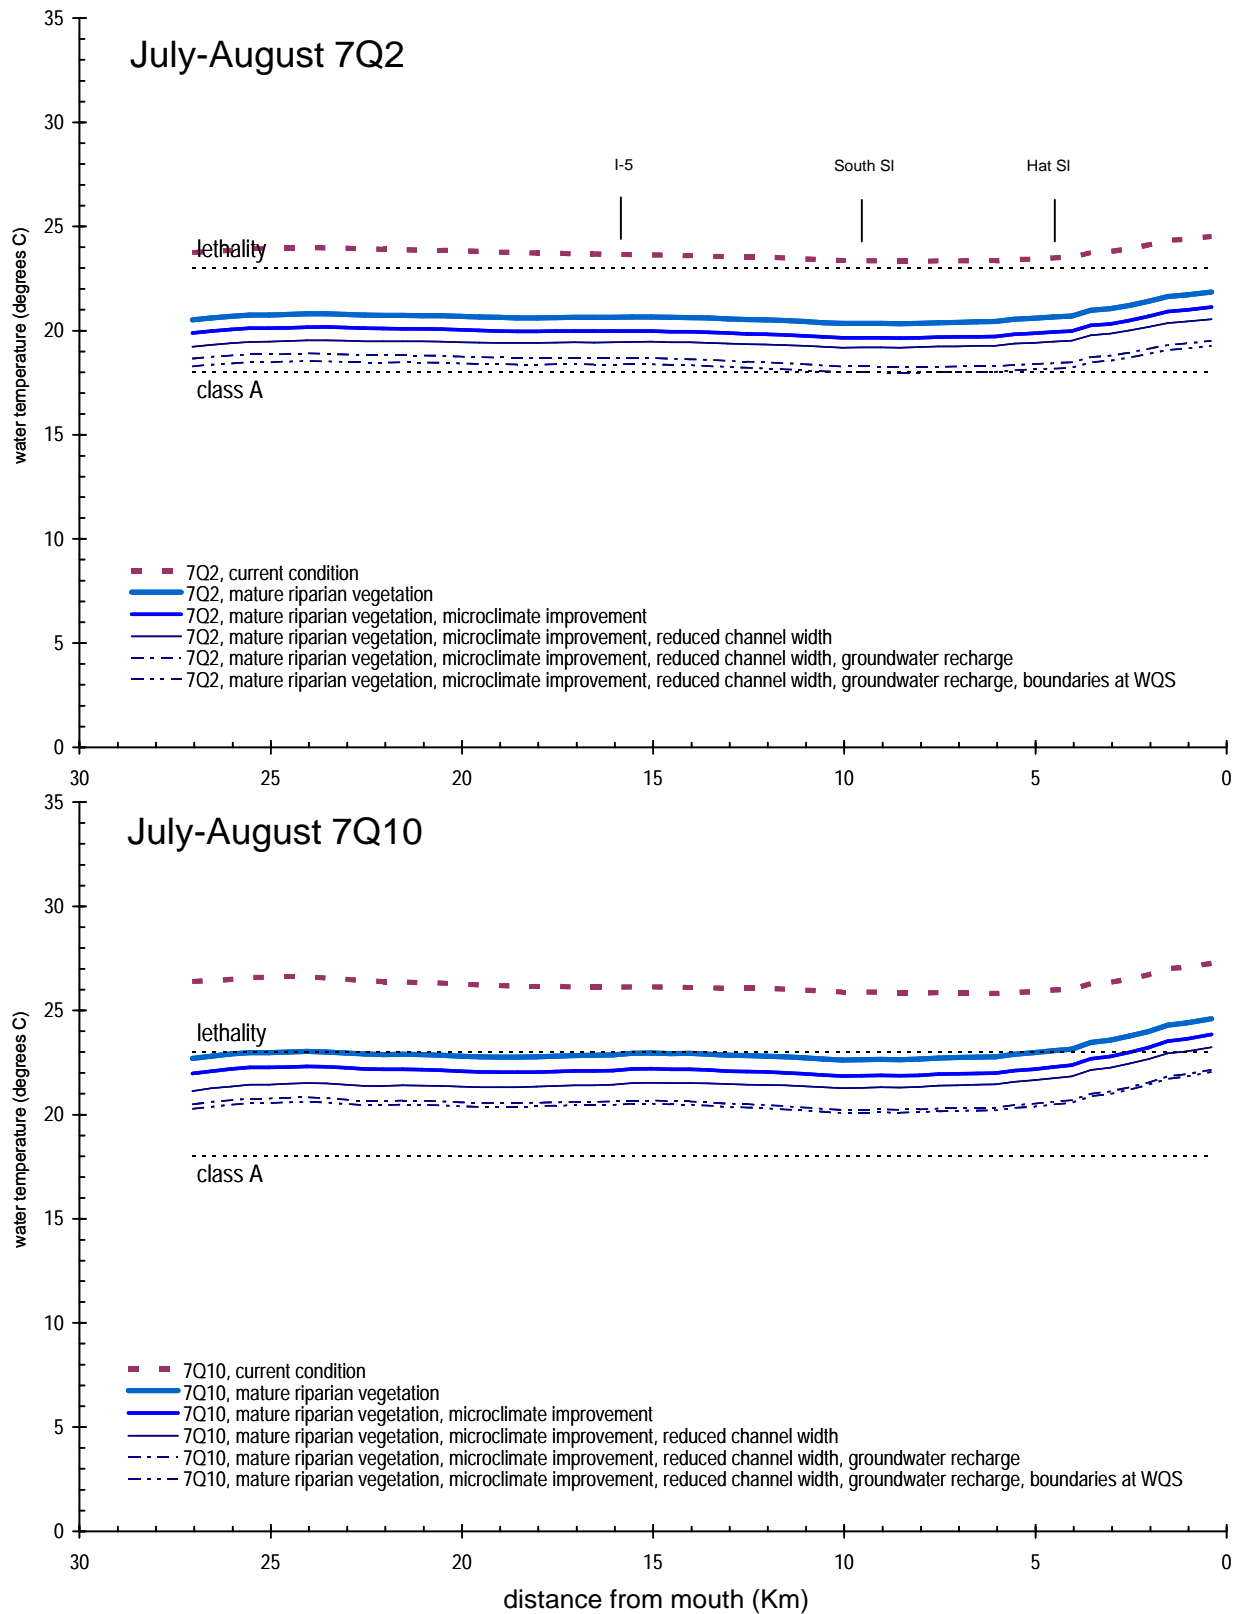 July-August 7Q2
35
30
25
20
15
10
5
0
water temperature (degrees C)
I-5
South Sl
Hat Sl
lethality
class A
7Q2, current condition
7Q2, mature riparian vegetation
7Q2, mature riparian vegetation, microclimate improvement
7Q2, mature riparian vegetation, microclimate improvement, reduced channel width
7Q2, mature riparian vegetation, microclimate improvement, reduced channel width, groundwater recharge
7Q2, mature riparian vegetation, microclimate improvement, reduced channel width, groundwater recharge, boundaries at WQS
30 25 20 15 10 5 0
July-August 7Q10
35
30
25
20
15
10
5
0
water temperature (degrees C)
lethality
class A
7Q10, current condition
7Q10, mature riparian vegetation
7Q10, mature riparian vegetation, microclimate improvement
7Q10, mature riparian vegetation, microclimate improvement, reduced channel width
7Q10, mature riparian vegetation, microclimate improvement, reduced channel width, groundwater recharge
7Q10, mature riparian vegetation, microclimate improvement, reduced channel width, groundwater recharge, boundaries at WQS
30 25 20 15 10 5 0
distance from mouth (Km)